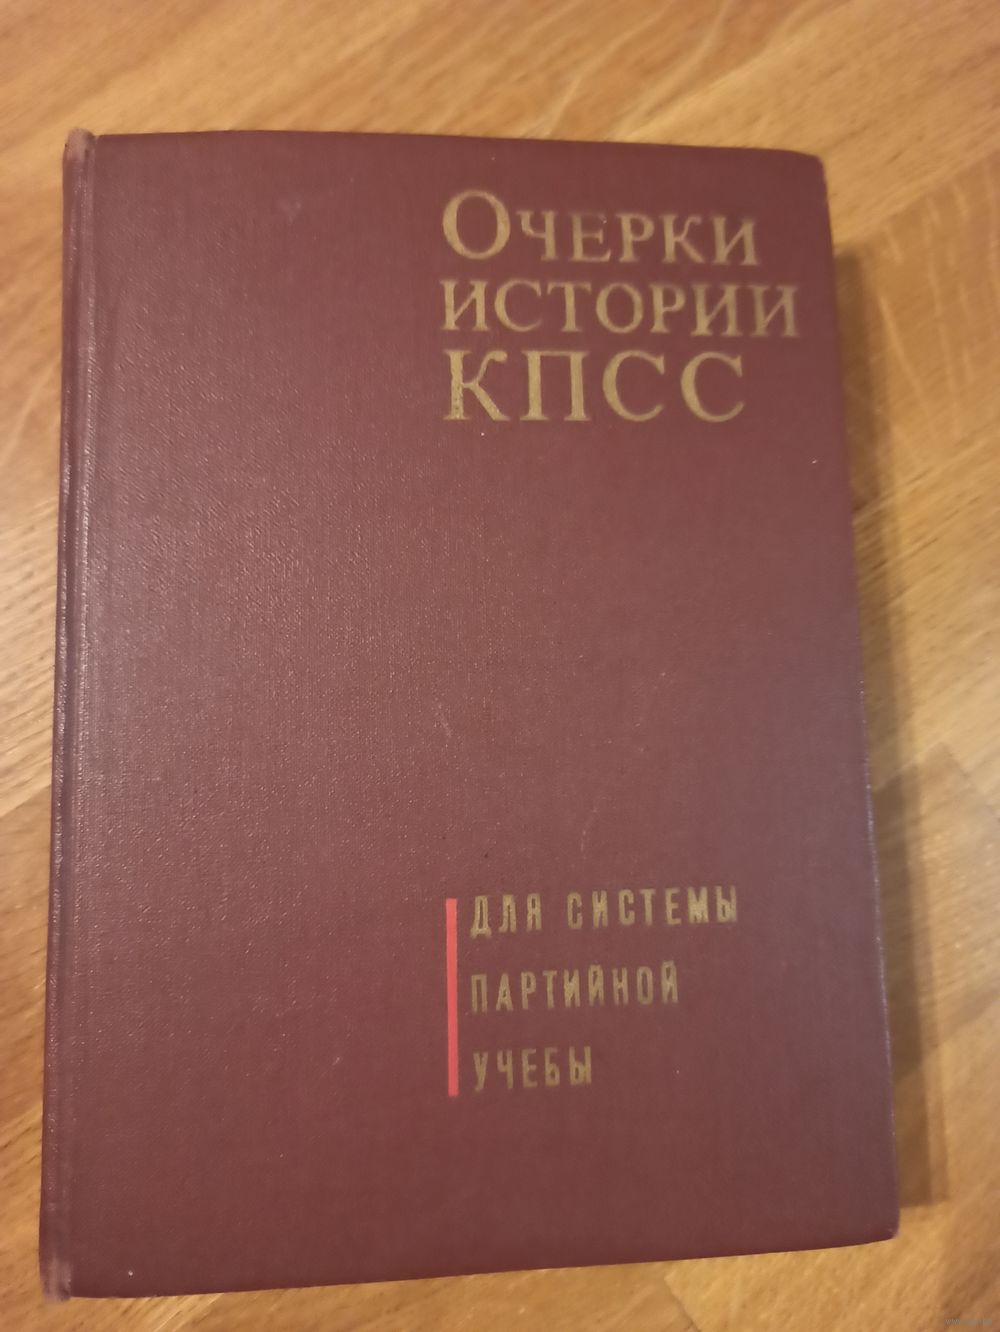 ОЧЕРКИ
ИСТОРИИ
КПСС
ДЛЯ СИСТЕМЫ
ПАРТИЙНОЙ
УЧЕБЫ